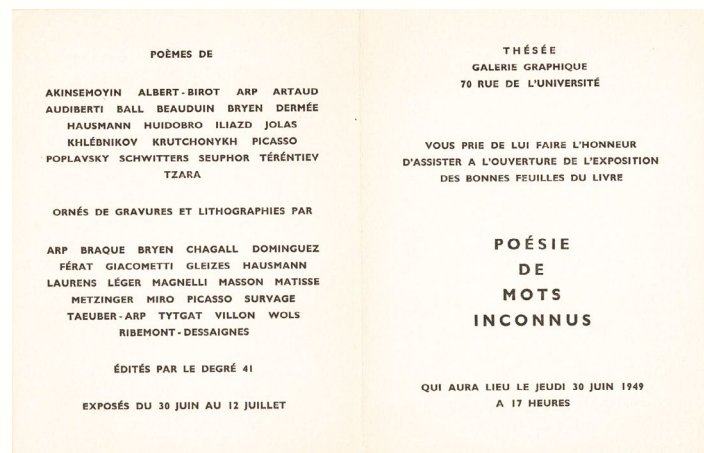 POÈMES DE
AKINSEMOYIN ALBERT-BIROT ARP ARTAUD
AUDIBERTI BALL BEAUDUIN BRYEN DERMÉE
HAUSMANN HUIDOBRO ILIAZD JOLAS
KHLÉBNIKOV KRUTCHONYKH PICASSO
POPLAVSKY SCHWITTERS SEUPHOR TÉRÉNTIEV
TZARA
ORNÉS DE GRAVURES ET LITHOGRAPHIES PAR
ARP BRAQUE BRYEN CHAGALL DOMINGUEZ
FÉRAT GIACOMETTI GLEIZES HAUSMANN
LAURENS LÉGER MAGNELLI MASSON MATISSE
METZINGER MIRO PICASSO SURVAGE
TAEUBER-ARP TYTGAT VILLON WOLS
RIBEMONT-DESSAIGNES
ÉDITÉS PAR LE DEGRÉ 41
EXPOSÉS DU 30 JUIN AU 12 JUILLET
THÉSÉE
GALERIE GRAPHIQUE
70 RUE DE L'UNIVERSITÉ
VOUS PRIE DE LUI FAIRE L'HONNEUR
D'ASSISTER A L'OUVERTURE DE L'EXPOSITION
DES BONNES FEUILLES DU LIVRE
POÉSIE
DE
MOTS
INCONNUS
QUI AURA LIEU LE JEUDI 30 JUIN 1949
A 17 HEURES